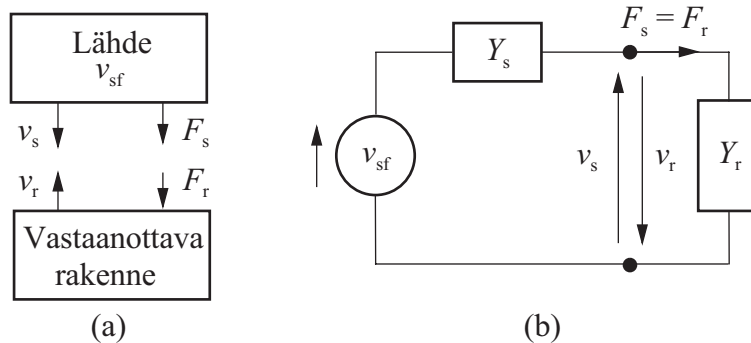 Lähde
v_sf
v_s
F_s
v_r
F_r
Vastaanottava
rakenne
(a)
F_s = F_r
Y_s
v_sf
v_s
v_r
Y_r
(b)